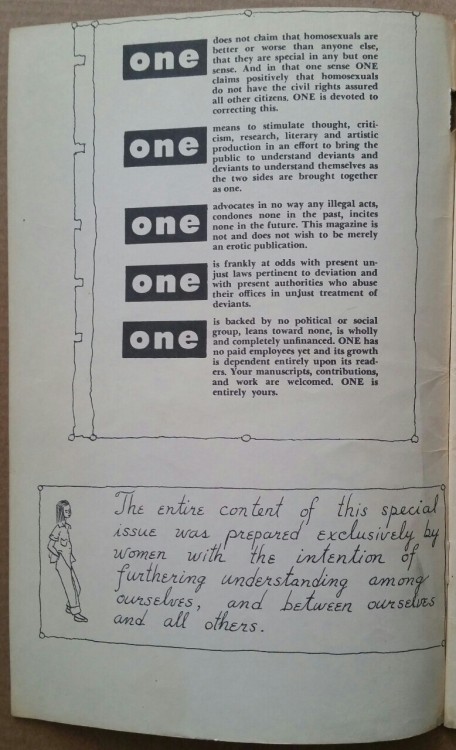 one does not claim that homosexuals are
better or worse than anyone else,
that they are special in any but one
sense. And in that one sense ONE
claims positively that homosexuals
do not have the civil rights assured
all other citizens. ONE is devoted to
correcting this.
one means to stimulate thought, criti-
cism, research, literary and artistic
production in an effort to bring the
public to understand deviants and
deviants to understand themselves as
the two sides are brought together
as one.
one advocates in no way any illegal acts,
condones none in the past, incites
none in the future. This magazine is
not and does not wish to be merely
an erotic publication.
one is frankly at odds with present un-
just laws pertinent to deviation and
with present authorities who abuse
their offices in unjust treatment of
deviants.
one is backed by no political or social
group, leans toward none, is wholly
and completely unfinanced. ONE has
no paid employees yet and its growth
is dependent entirely upon its read-
ers. Your manuscripts, contributions,
and work are welcomed. ONE is
entirely yours.
The entire content of this special
issue was prepared exclusively by
women with the intention of
furthering understanding among
ourselves, and between ourselves
and all others.